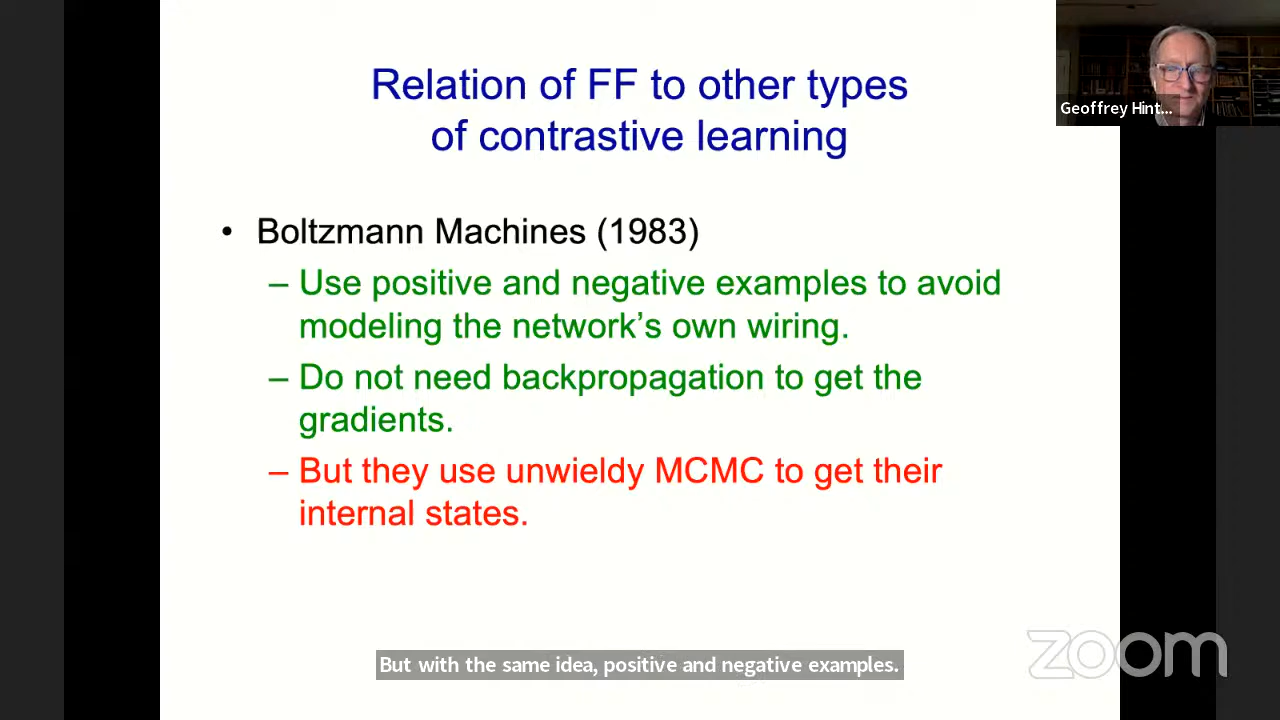 Relation of FF to other types
of contrastive learning
Geoffrey Hint...
• Boltzmann Machines (1983)
– Use positive and negative examples to avoid
modeling the network’s own wiring.
– Do not need backpropagation to get the
gradients.
– But they use unwieldy MCMC to get their
internal states.
But with the same idea, positive and negative examples.
zoom